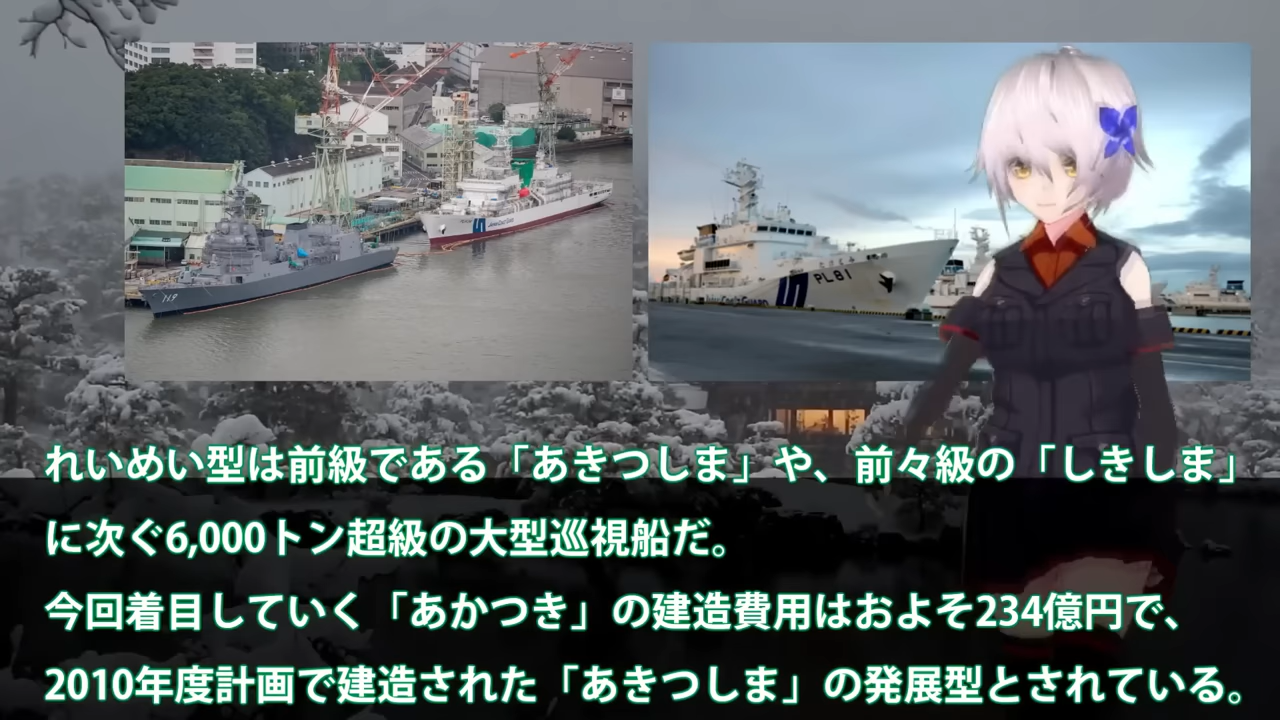 119
PL81
れいめい型は前級である「あきつしま」や、前々級の「しきしま」
に次ぐ6,000トン超級の大型巡視船だ。
今回着目していく「あかつき」の建造費用はおよそ234億円で、
2010年度計画で建造された「あきつしま」の発展型とされている。